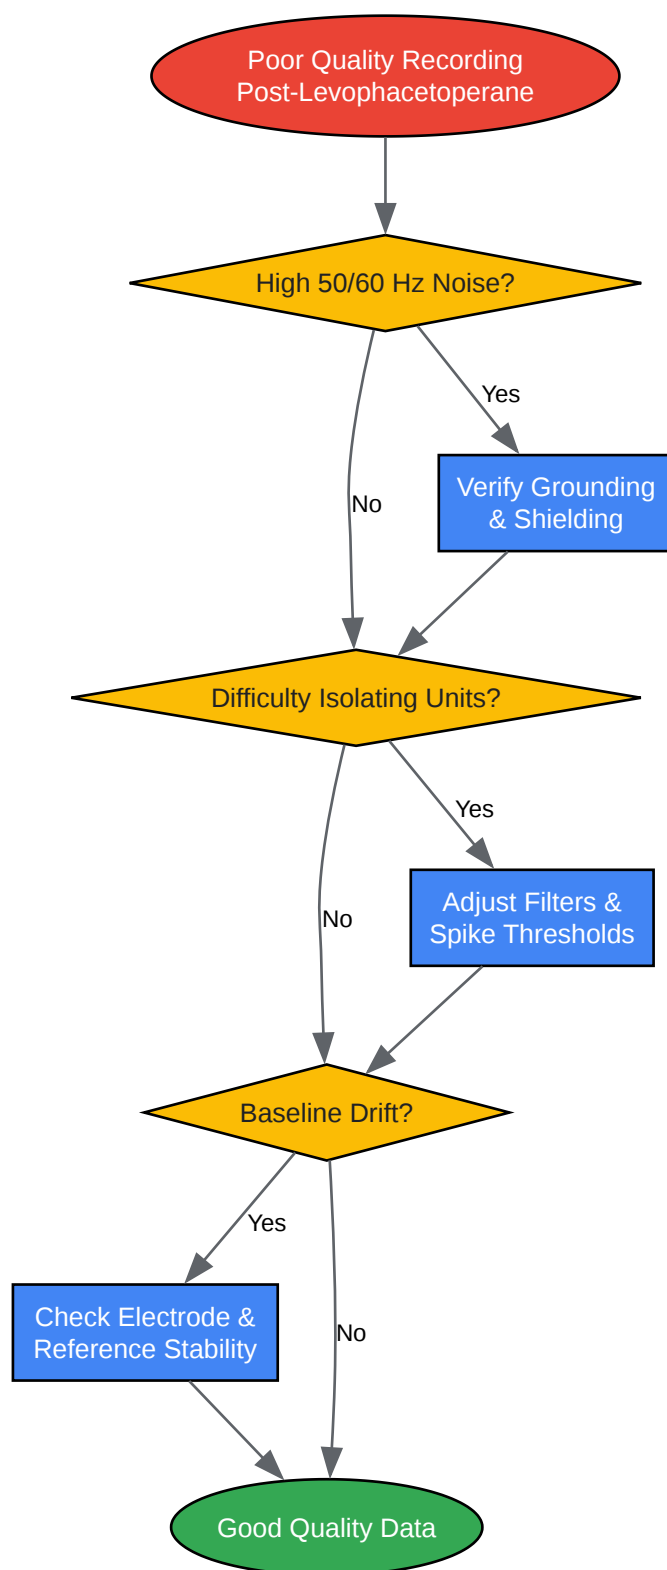 Poor Quality Recording
Post-Levophacetoperane
High 50/60 Hz Noise?
Yes
Verify Grounding
& Shielding
No
Difficulty Isolating Units?
Yes
Adjust Filters &
Spike Thresholds
No
Baseline Drift?
Yes
Check Electrode &
Reference Stability
No
Good Quality Data